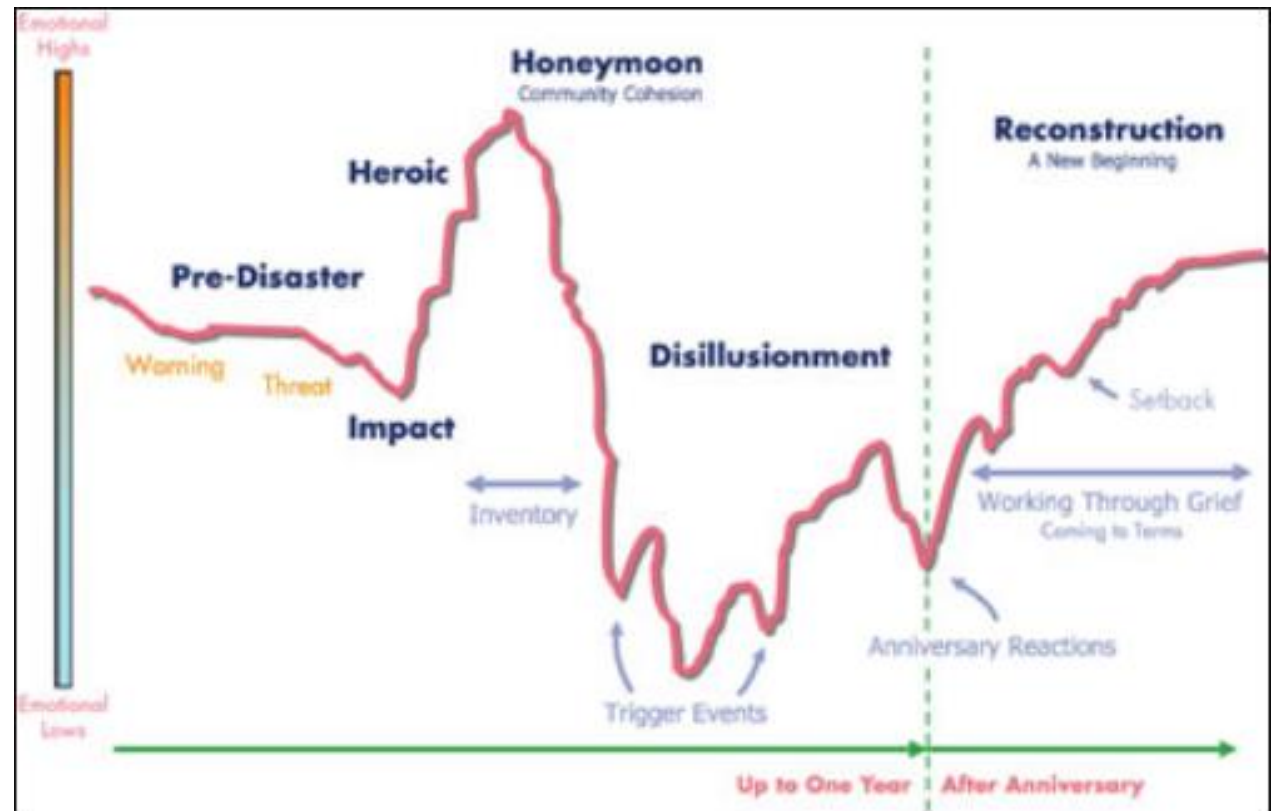 Emotional
Highs
Honeymoon
Community Cohesion
Reconstruction
A New Beginning
Heroic
Pre-Disaster
Warning
Threat
Impact
Disillusionment
Setback
Inventory
Working Through Grief
Coming to Terms
Anniversary Reactions
Trigger Events
Emotional
Lows
Up to One Year
After Anniversary